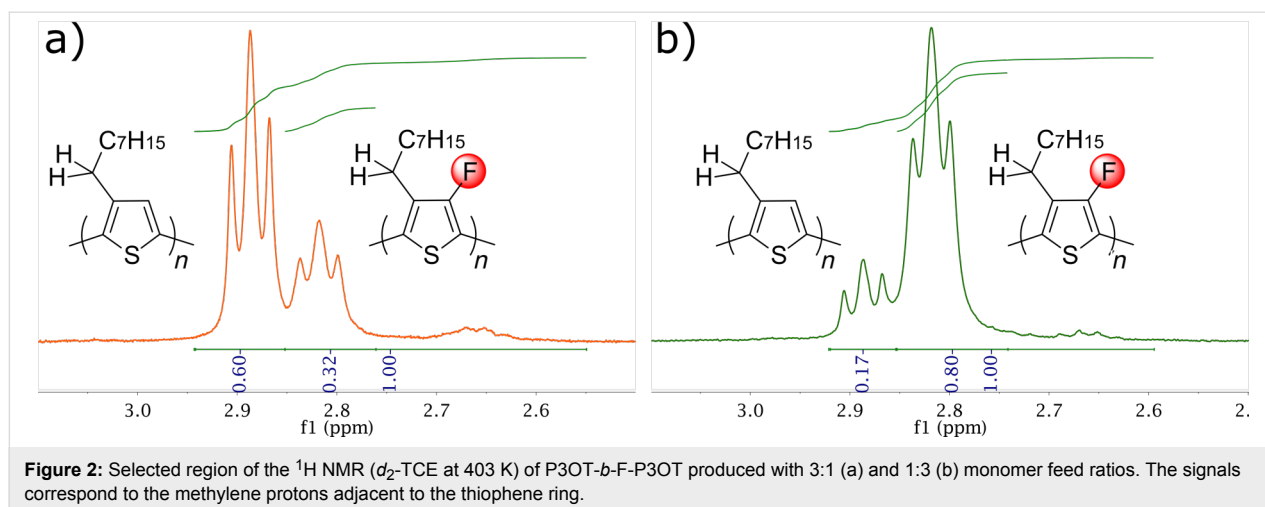 a)
C7H15
H
H
S
n
C7H15
H
H
F
S
n
0.60
0.32
1.00
3.0
2.9
2.8
2.7
2.6
f1 (ppm)
b)
C7H15
H
H
S
n
C7H15
H
H
F
S
n
0.17
0.80
1.00
3.0
2.9
2.8
2.7
2.6
2.
f1 (ppm)
Figure 2: Selected region of the ¹H NMR (d₂-TCE at 403 K) of P3OT-b-F-P3OT produced with 3:1 (a) and 1:3 (b) monomer feed ratios. The signals
correspond to the methylene protons adjacent to the thiophene ring.